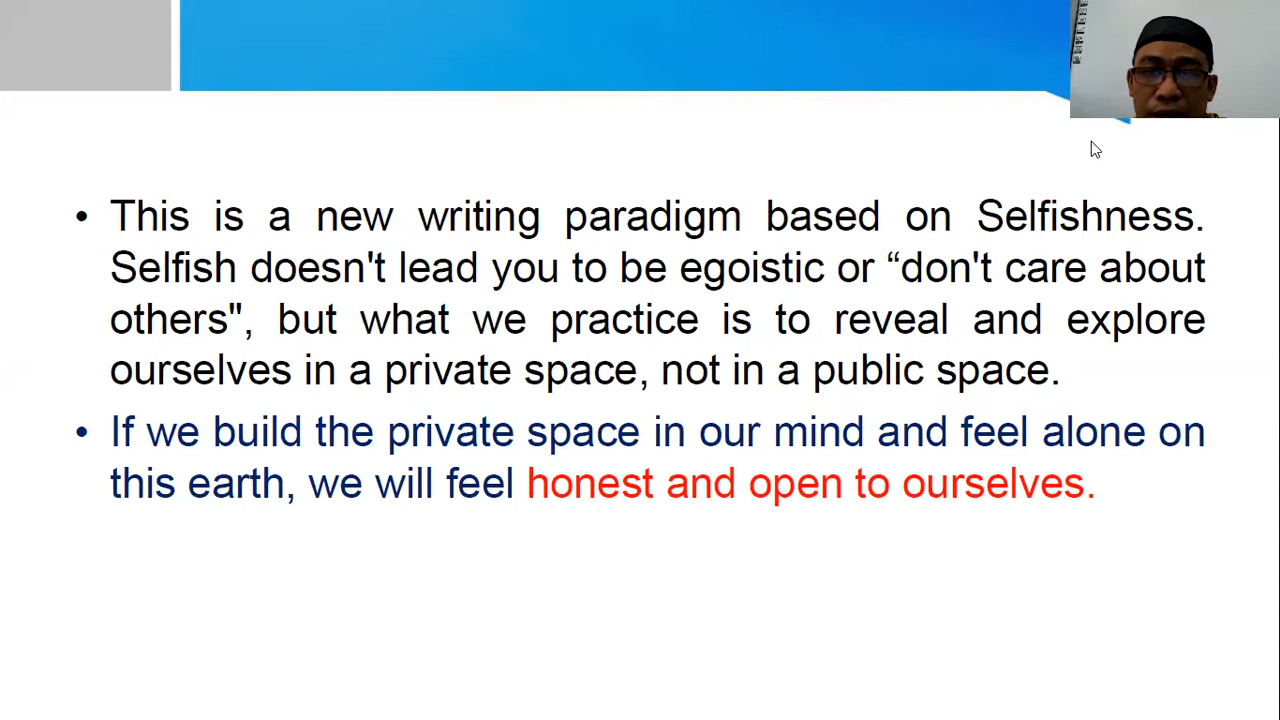 • This is a new writing paradigm based on Selfishness.
Selfish doesn't lead you to be egoistic or “don't care about
others", but what we practice is to reveal and explore
ourselves in a private space, not in a public space.
• If we build the private space in our mind and feel alone on
this earth, we will feel honest and open to ourselves.